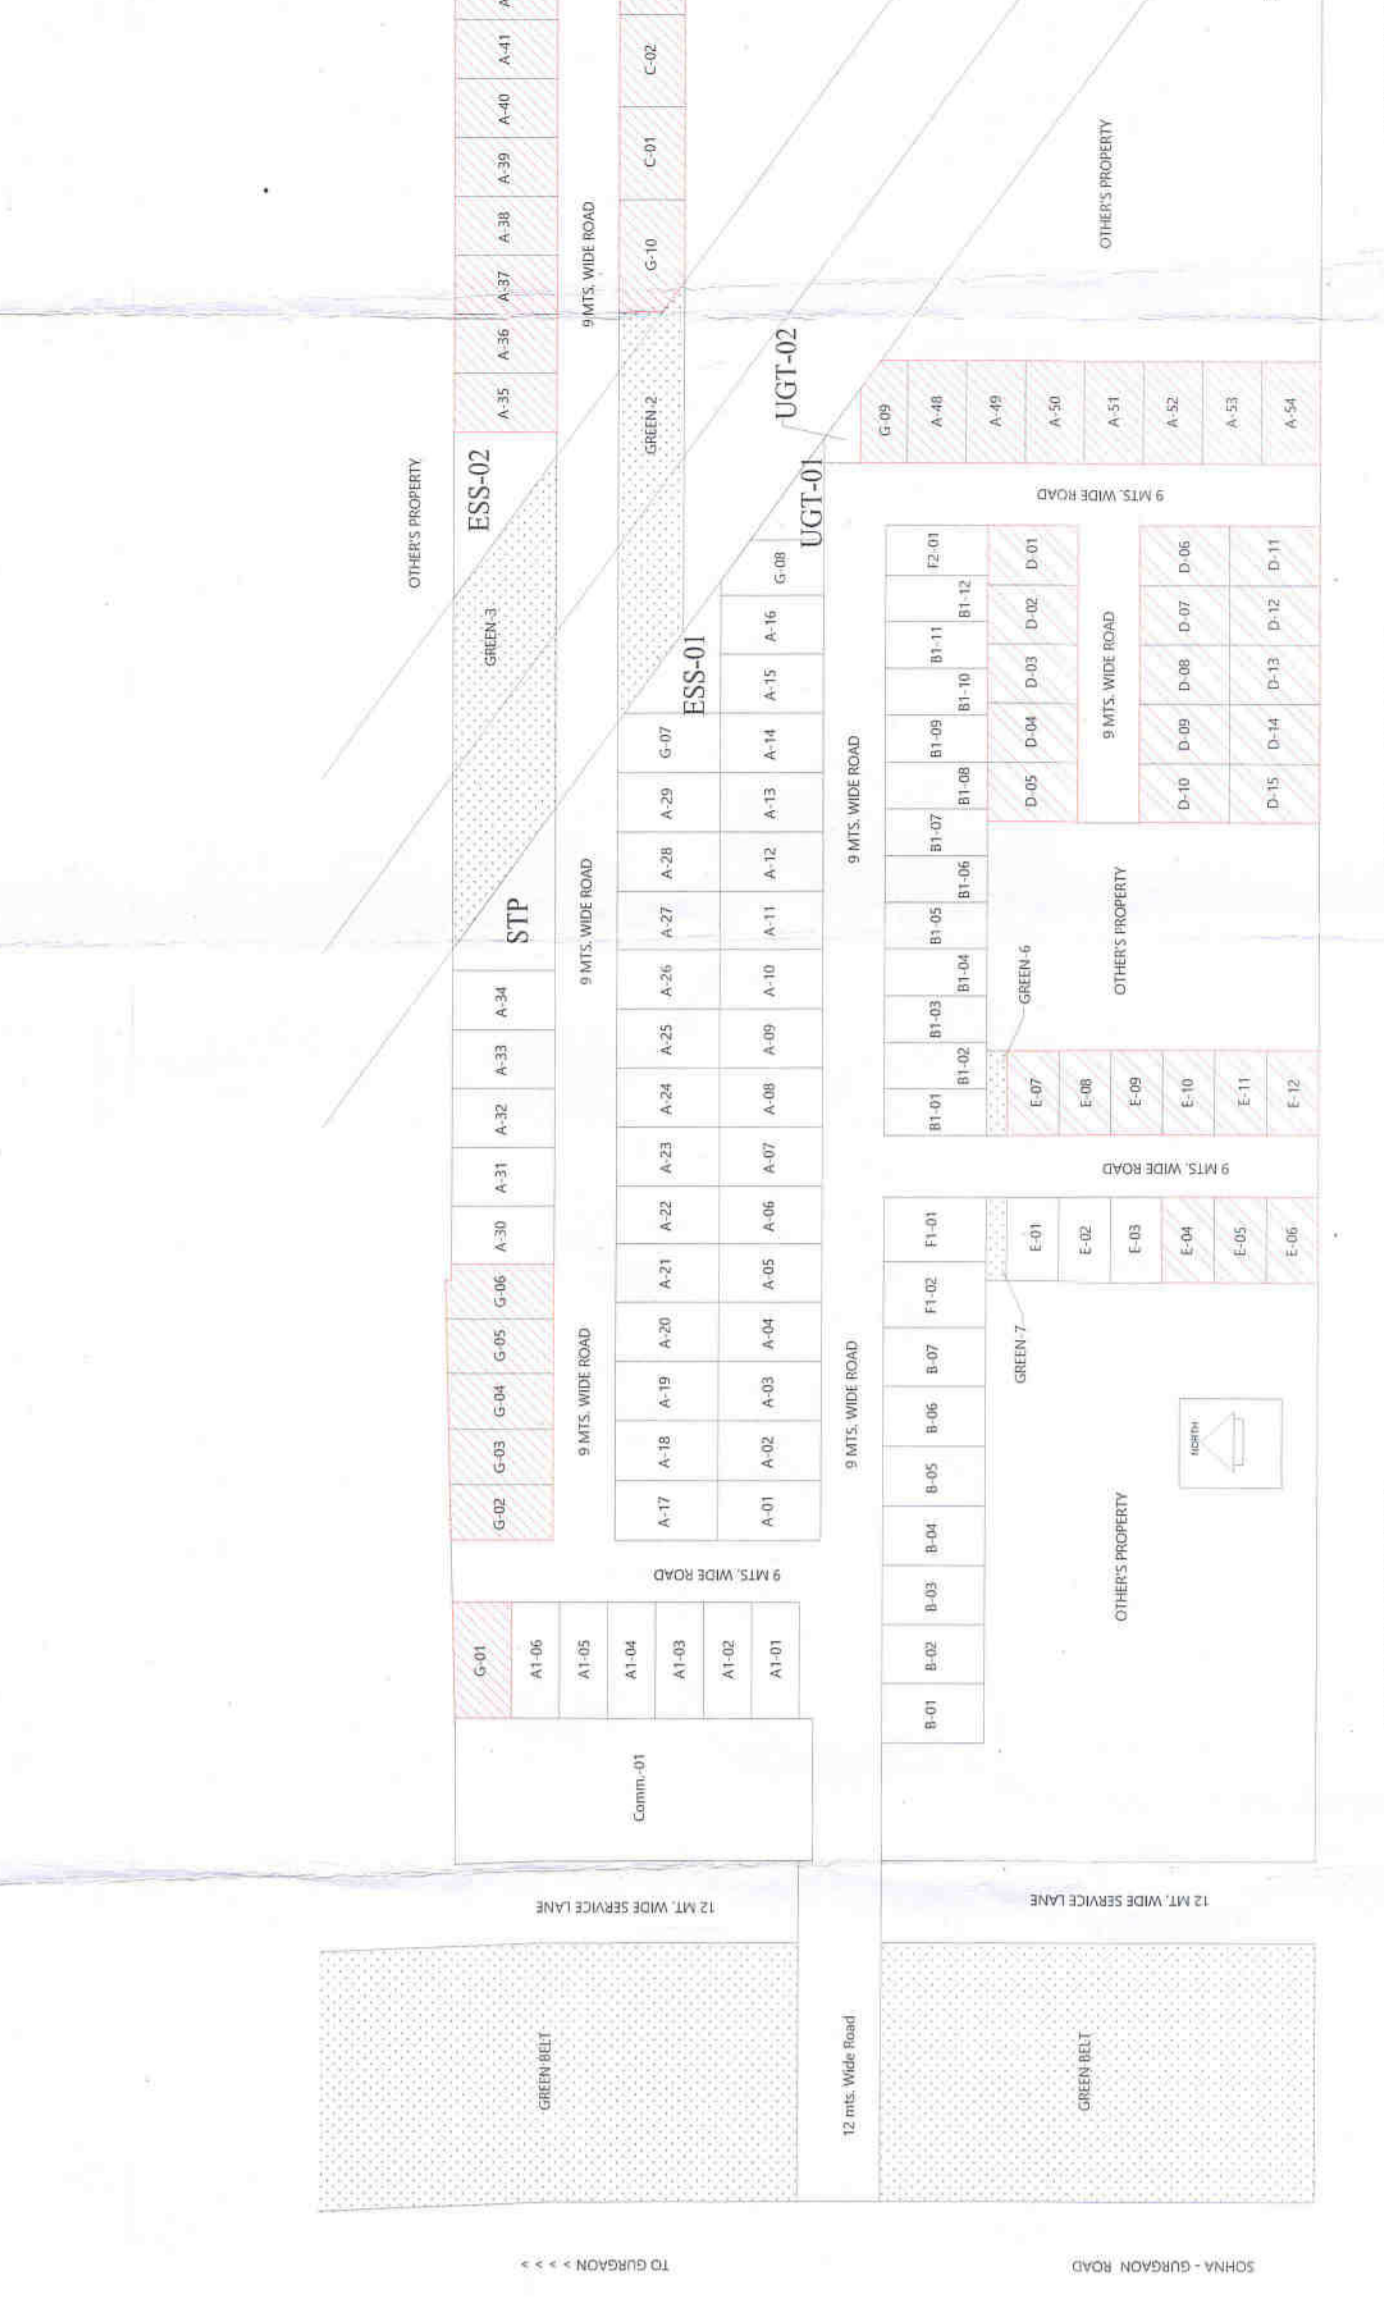 A-41
A-40
A-39
A-38
A-37
A-36
A-35
C-02
C-01
G-10
9 MTS. WIDE ROAD
OTHER'S PROPERTY
GREEN-2
UGT-02
UGT-01
OTHER'S PROPERTY
ESS-02
GREEN-3
ESS-01
STP
G-09
A-48
A-49
A-50
A-51
A-52
A-53
A-54
9 MTS. WIDE ROAD
G-08
A-16
A-15
A-14
A-13
A-12
A-11
A-10
A-09
A-08
A-07
A-06
A-05
A-04
A-03
A-02
A-01
G-07
A-29
A-28
A-27
A-26
A-25
A-24
A-23
A-22
A-21
A-20
A-19
A-18
A-17
9 MTS. WIDE ROAD
9 MTS. WIDE ROAD
A-34
A-33
A-32
A-31
A-30
G-06
G-05
G-04
G-03
G-02
9 MTS. WIDE ROAD
9 MTS. WIDE ROAD
F2-01
B1-12
B1-11
B1-10
B1-09
B1-08
B1-07
B1-06
B1-05
B1-04
B1-03
B1-02
B1-01
D-01
D-02
D-03
D-04
D-05
9 MTS. WIDE ROAD
D-06
D-07
D-08
D-09
D-10
D-11
D-12
D-13
D-14
D-15
OTHER'S PROPERTY
GREEN-6
E-07
E-08
E-09
E-10
E-11
E-12
9 MTS. WIDE ROAD
F1-01
F1-02
B-07
B-06
B-05
B-04
B-03
B-02
B-01
E-01
E-02
E-03
E-04
E-05
E-06
GREEN-7
NORTH
OTHER'S PROPERTY
9 MTS. WIDE ROAD
G-01
A1-06
A1-05
A1-04
A1-03
A1-02
A1-01
Comm.-01
12 MT. WIDE SERVICE LANE
12 MT. WIDE SERVICE LANE
GREEN BELT
12 mts. Wide Road
GREEN BELT
TO GURGAON > > > >
SOHNA - GURGAON ROAD